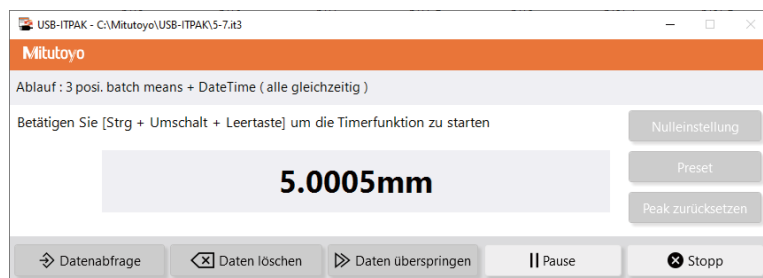 USB-ITPAK - C:\Mitutoyo\USB-ITPAK\5-7.it3
Mitutoyo
Ablauf : 3 posi. batch means + DateTime ( alle gleichzeitig )
Betätigen Sie [Strg + Umschalt + Leertaste] um die Timerfunktion zu starten
Nulleinstellung
5.0005mm
Preset
Peak zurücksetzen
Datenabfrage
Daten löschen
Daten überspringen
Pause
Stopp